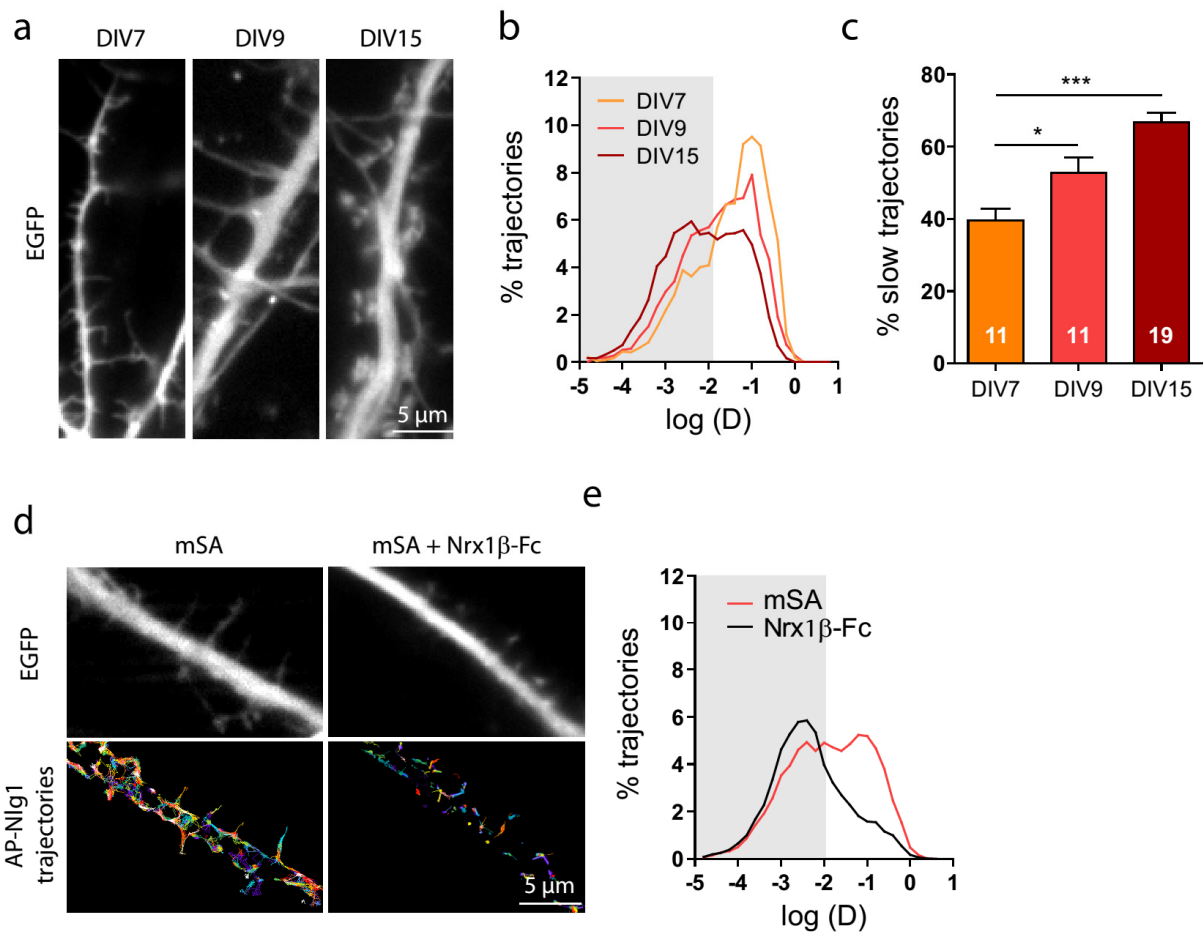 a
DIV7 DIV9 DIV15
EGFP
5 µm
b
12
10
8
6
4
2
0
-5 -4 -3 -2 -1 0 1
% trajectories
log (D)
DIV7
DIV9
DIV15
c
80
60
40
20
0
% slow trajectories
***
*
11 11 19
DIV7 DIV9 DIV15
d
mSA mSA + Nrx1β-Fc
EGFP
AP-Nlg1
trajectories
5 µm
e
12
10
8
6
4
2
0
-5 -4 -3 -2 -1 0 1
% trajectories
log (D)
mSA
Nrx1β-Fc